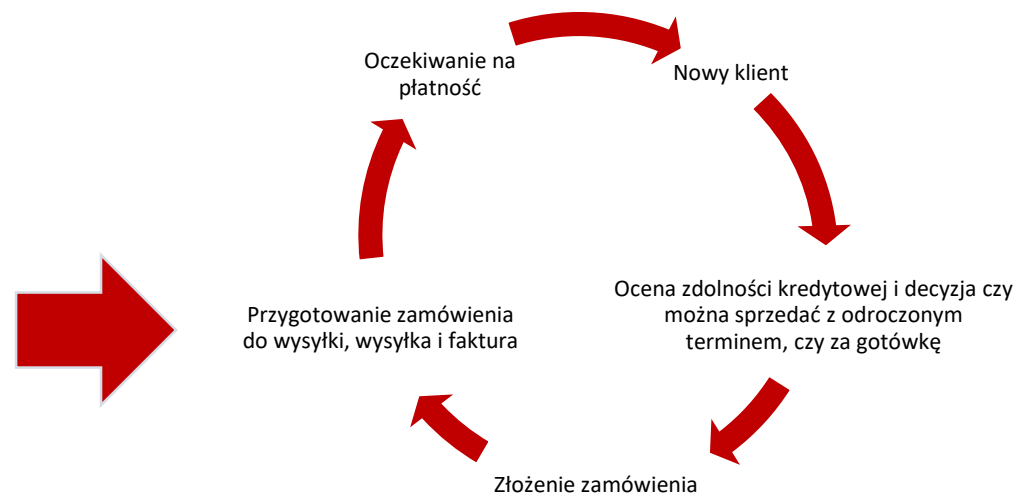 Oczekiwanie na
płatność
Nowy klient
Ocena zdolności kredytowej i decyzja czy
można sprzedać z odroczonym
terminem, czy za gotówkę
Przygotowanie zamówienia
do wysyłki, wysyłka i faktura
Złożenie zamówienia